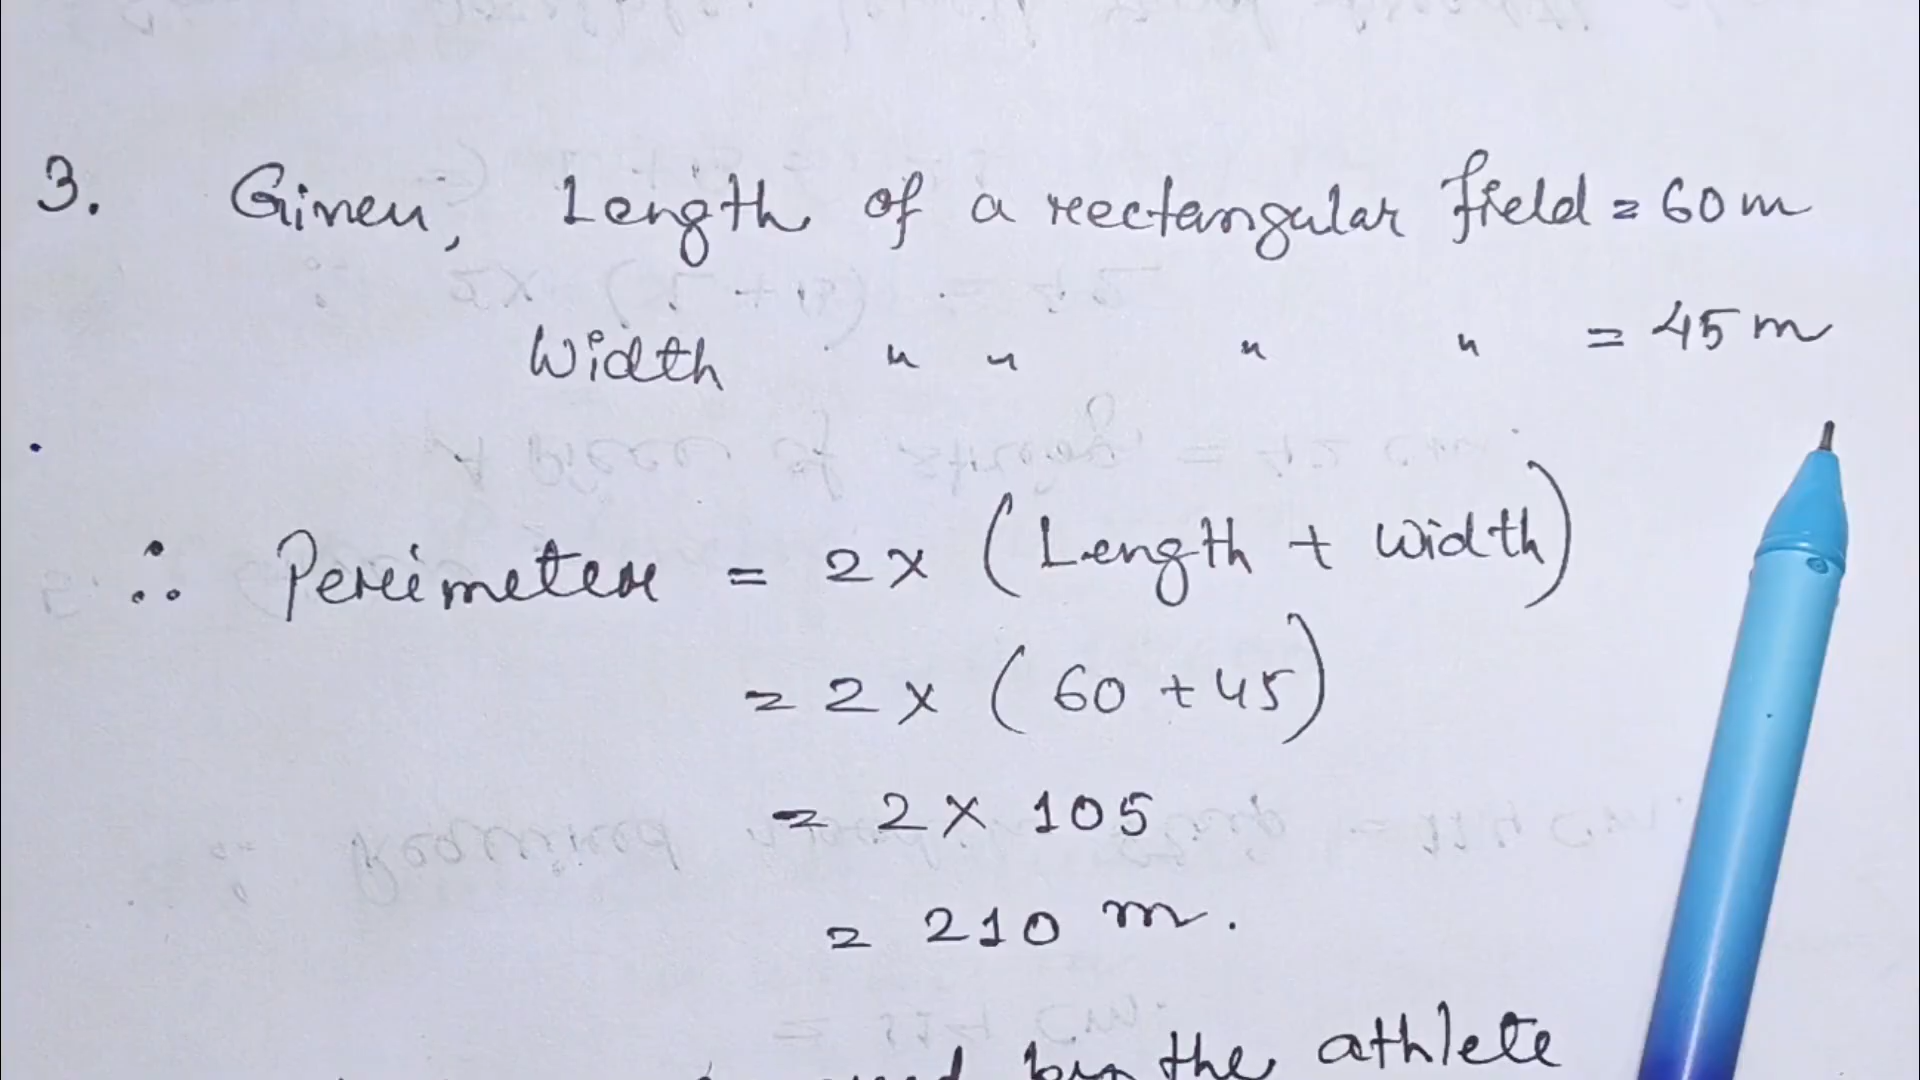 3. Given, Length of a rectangular field = 60 m
Width " " " " = 45 m
∴ Perimeter = 2 × (Length + Width)
= 2 × (60 + 45)
= 2 × 105
= 210 m.
by the athlete